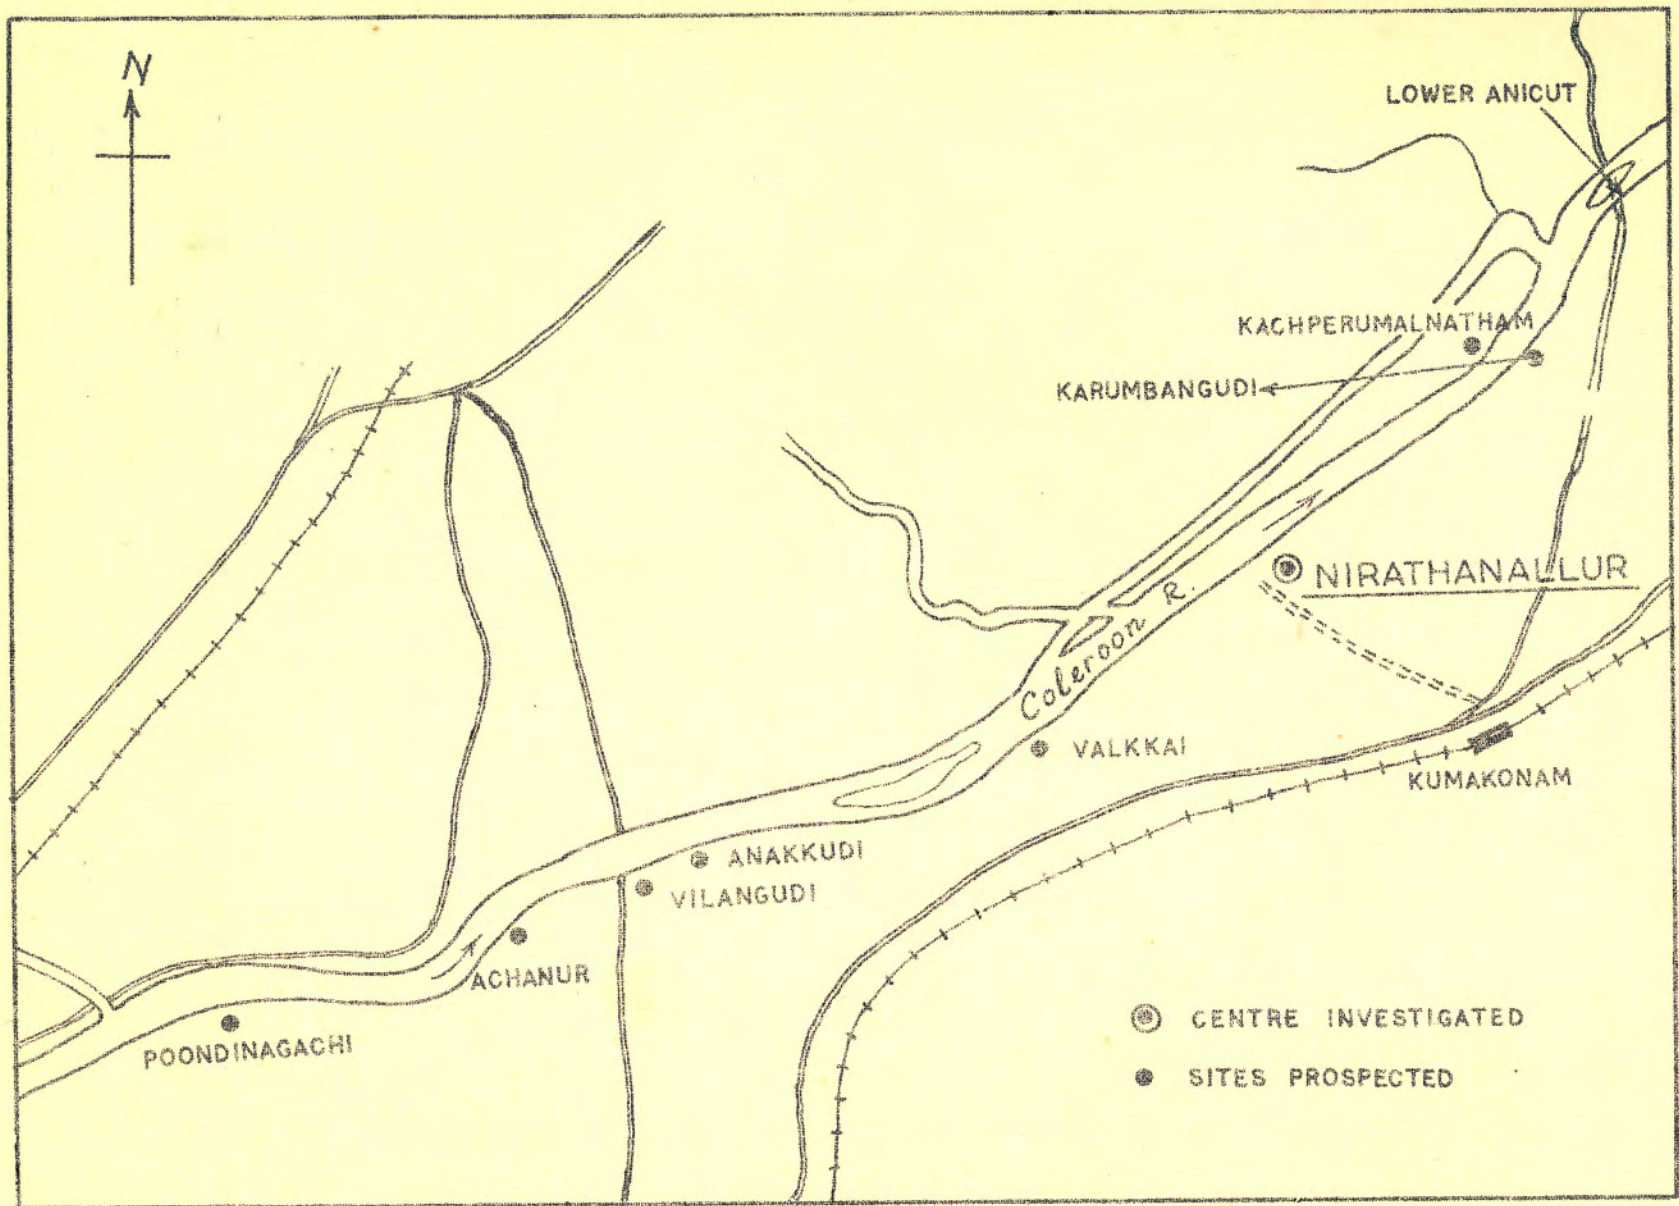 N
LOWER ANICUT
KACHPERUMALNATHAM
KARUMBANGUDI
NIRATHANALLUR
Coleroon R.
VALKKAI
KUMAKONAM
ANAKKUDI
VILANGUDI
ACHANUR
POONDINAGACHI
CENTRE INVESTIGATED
SITES PROSPECTED